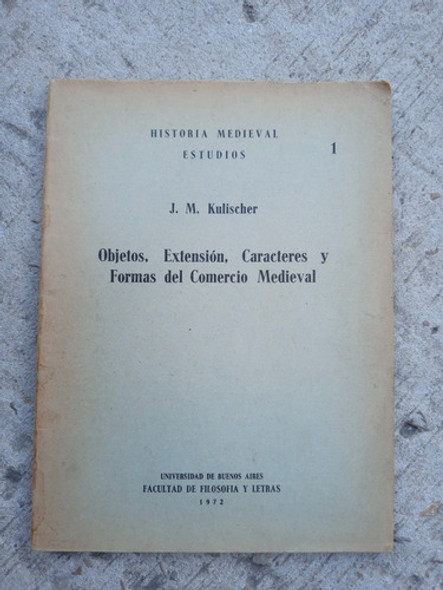 HISTORIA MEDIEVAL
ESTUDIOS
1
J. M. Kulischer
Objetos, Extensión, Caracteres y
Formas del Comercio Medieval
UNIVERSIDAD DE BUENOS AIRES
FACULTAD DE FILOSOFIA Y LETRAS
1972